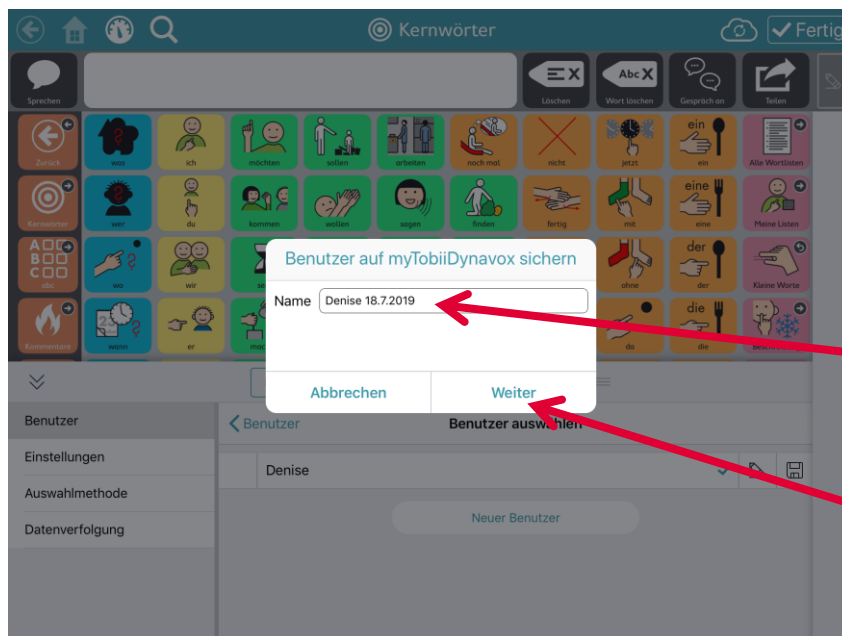 Kernwörter
Fertig
Sprechen
Löschen
Abc X
Wort löschen
Gespräch an
Teilen
Zurück
was
ich
möchten
sollen
arbeiten
noch mal
nicht
jetzt
ein
ein
Alle Wortlisten
Kernwörter
wer
du
kommen
wollen
sagen
finden
fertig
mit
eine
eine
Meine Listen
A
B
C
abc
wo
wir
ohne
der
der
Kleine Worte
Kommentare
wann
er
da
die
die
Benutzer auf myTobiiDynavox sichern
Name Denise 18.7.2019
Abbrechen Weiter
Benutzer
Einstellungen
Auswahlmethode
Datenverfolgung
Benutzer Benutzer auswählen
Denise
Neuer Benutzer